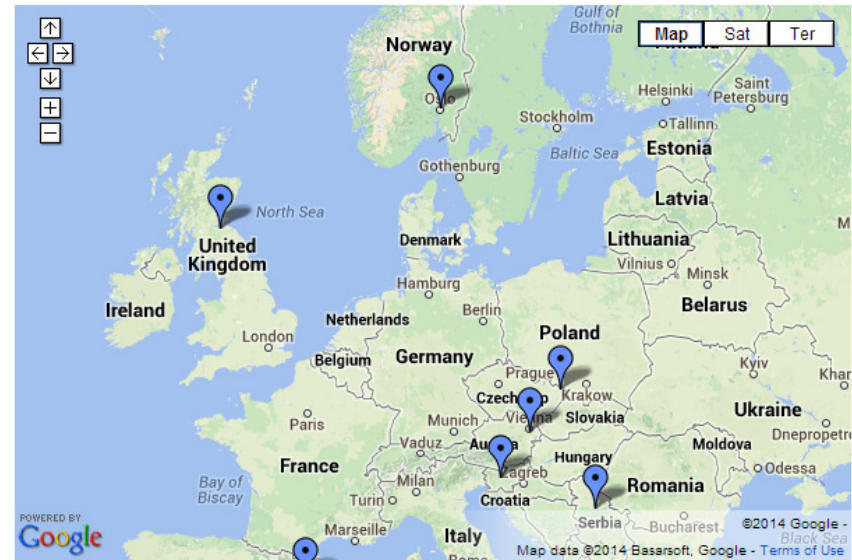 Gulf of
Bothnia
Map
Sat
Ter
Norway
Oslo
Helsinki
Saint
Petersburg
Stockholm
Tallinn
Estonia
Baltic Sea
Gothenburg
Latvia
North Sea
United
Kingdom
Denmark
Lithuania
Vilnius
Minsk
Hamburg
Ireland
Belarus
Berlin
Netherlands
London
Poland
Belgium
Germany
Prague
Kyiv
Krakow
Ukraine
Paris
Slovakia
Munich
Vienna
Dnepropetr
Vaduz
Moldova
France
Hungary
Odessa
Zagreb
Bay of
Biscay
Milan
Romania
Turin
Croatia
POWERED BY
Google
Marseille
Italy
Serbia
Bucharest
©2014 Google -
Black Sea
Map data ©2014 Basarsoft, Google - Terms of Use